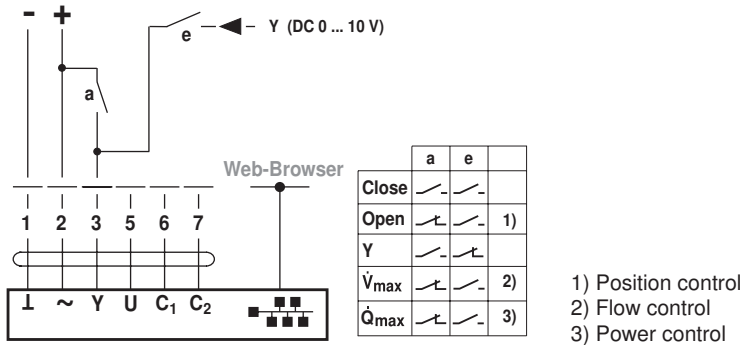 - +
e
Y (DC 0 ... 10 V)
a
Web-Browser
1 2 3 5 6 7
⊥ ~ Y U C₁ C₂
a e
Close
Open 1)
Y
V̇max 2)
Q̇max 3)
1) Position control
2) Flow control
3) Power control